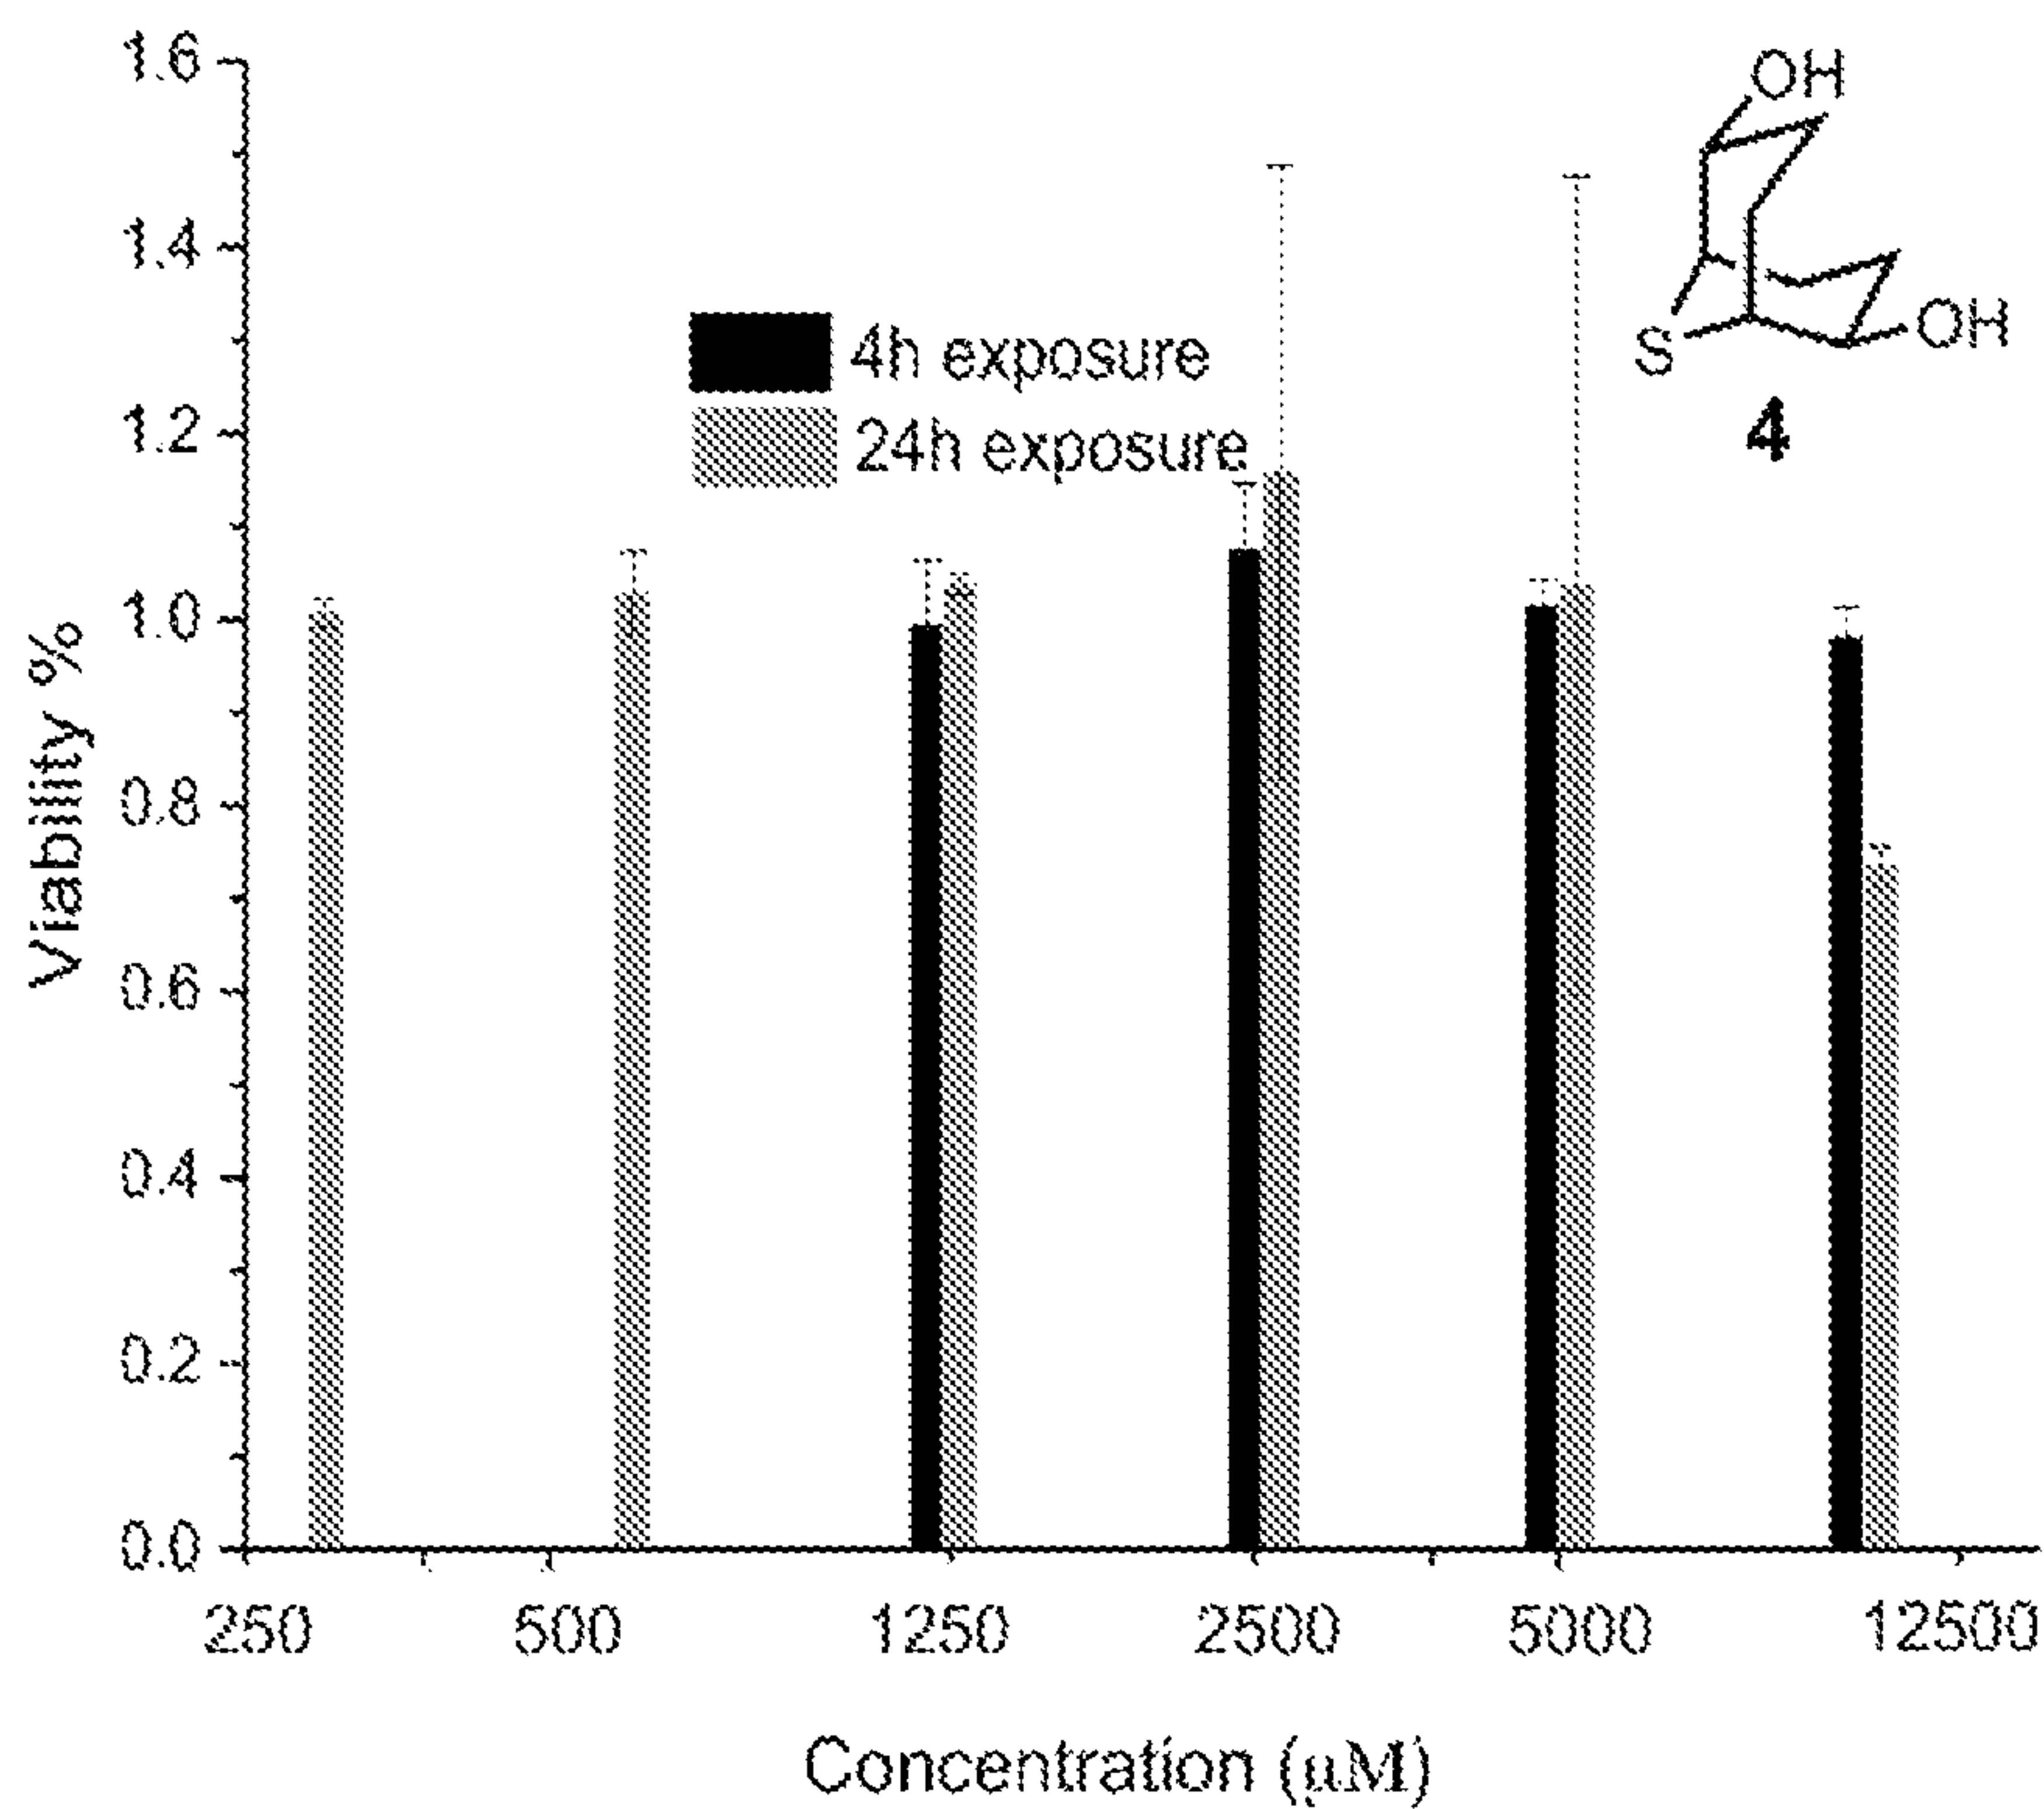 1.6
1.4
1.2
1.0
0.8
0.6
0.4
0.2
0.0
Viability %
4h exposure
24h exposure
OH
OH
S
4
250 500 1250 2500 5000 12500
Concentration (μM)